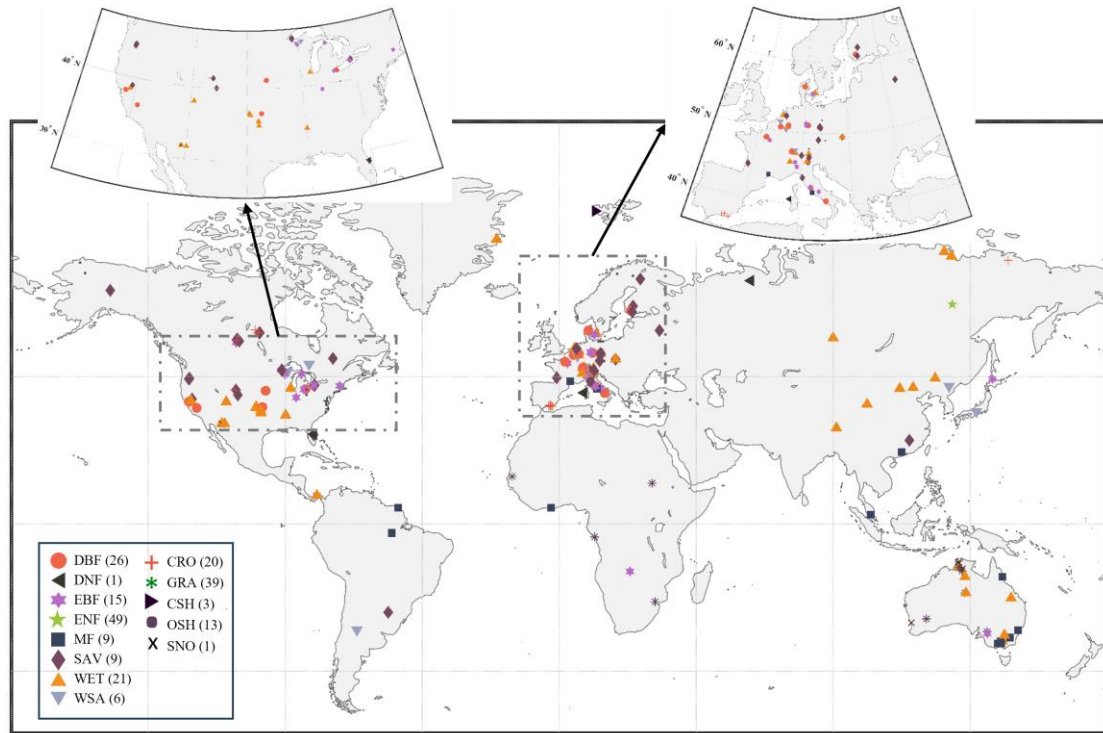 40°N
30°N
60°N
50°N
40°N
DBF (26)
DNF (1)
EBF (15)
ENF (49)
MF (9)
SAV (9)
WET (21)
WSA (6)
CRO (20)
GRA (39)
CSH (3)
OSH (13)
SNO (1)